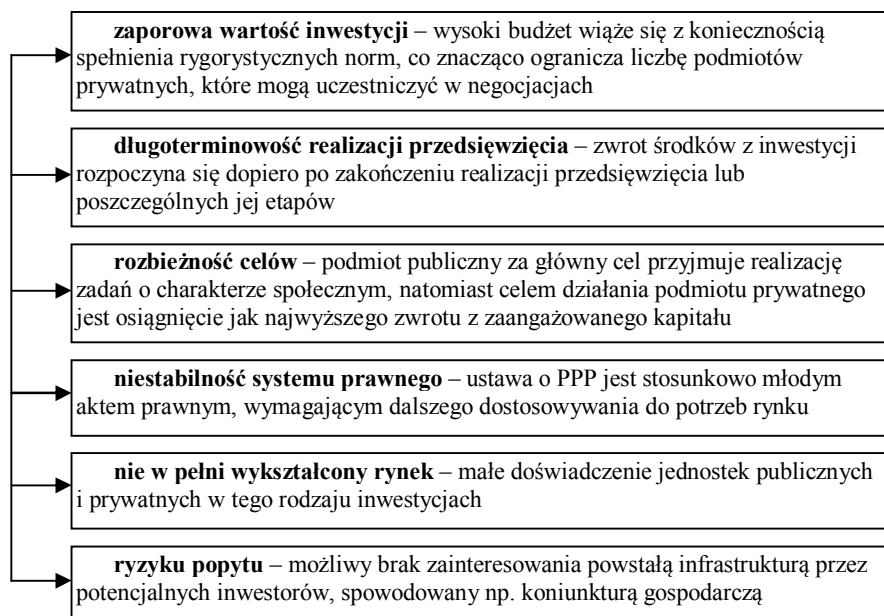 zaporowa wartość inwestycji – wysoki budżet wiąże się z koniecznością
spełnienia rygorystycznych norm, co znacząco ogranicza liczbę podmiotów
prywatnych, które mogą uczestniczyć w negocjacjach
długoterminowość realizacji przedsięwzięcia – zwrot środków z inwestycji
rozpoczyna się dopiero po zakończeniu realizacji przedsięwzięcia lub
poszczególnych jej etapów
rozbieżność celów – podmiot publiczny za główny cel przyjmuje realizację
zadań o charakterze społecznym, natomiast celem działania podmiotu prywatnego
jest osiągnięcie jak najwyższego zwrotu z zaangażowanego kapitału
niestabilność systemu prawnego – ustawa o PPP jest stosunkowo młodym
aktem prawnym, wymagającym dalszego dostosowywania do potrzeb rynku
nie w pełni wykształcony rynek – małe doświadczenie jednostek publicznych
i prywatnych w tego rodzaju inwestycjach
ryzyku popytu – możliwy brak zainteresowania powstałą infrastrukturą przez
potencjalnych inwestorów, spowodowany np. koniunkturą gospodarczą